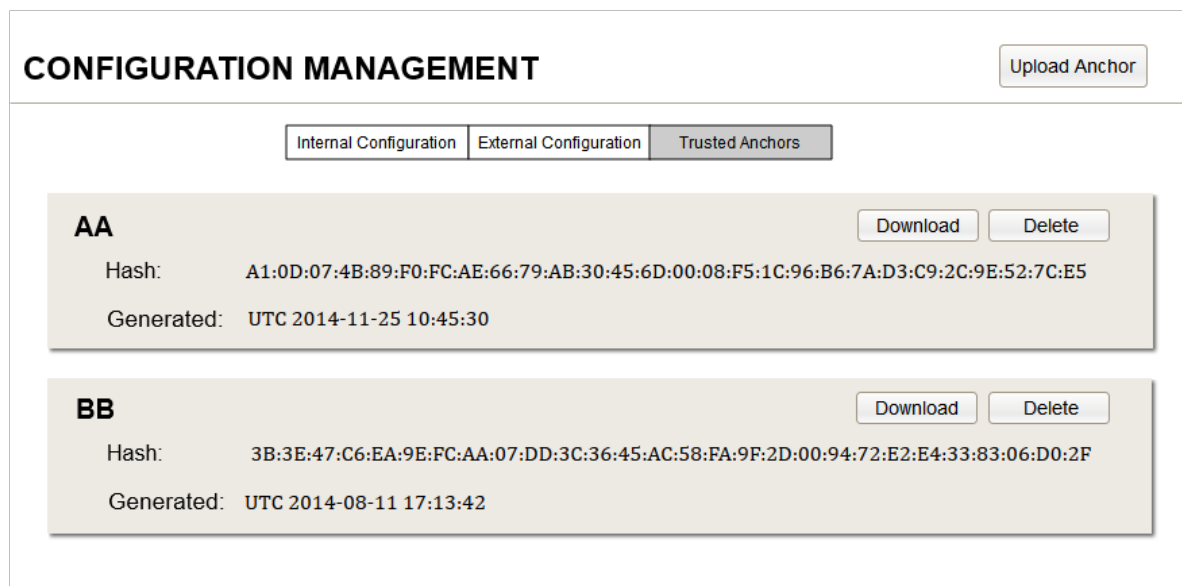 CONFIGURATION MANAGEMENT Upload Anchor
Internal Configuration External Configuration Trusted Anchors
AA Download Delete
Hash: A1:0D:07:4B:89:F0:FC:AE:66:79:AB:30:45:6D:00:08:F5:1C:96:B6:7A:D3:C9:2C:9E:52:7C:E5
Generated: UTC 2014-11-25 10:45:30
BB Download Delete
Hash: 3B:3E:47:C6:EA:9E:FC:AA:07:DD:3C:36:45:AC:58:FA:9F:2D:00:94:72:E2:E4:33:83:06:D0:2F
Generated: UTC 2014-08-11 17:13:42